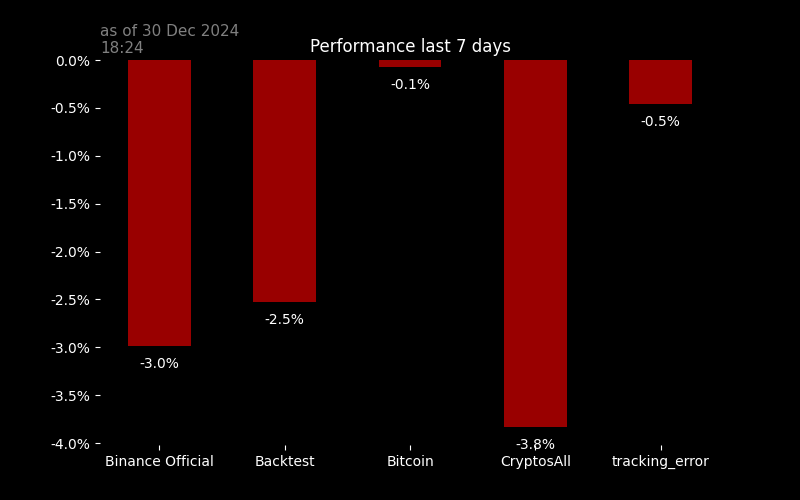 as of 30 Dec 2024
18:24
Performance last 7 days
0.0%
-0.5%
-1.0%
-1.5%
-2.0%
-2.5%
-3.0%
-3.5%
-4.0%
-3.0%
-2.5%
-0.1%
-3.8%
-0.5%
Binance Official
Backtest
Bitcoin
CryptosAll
tracking_error